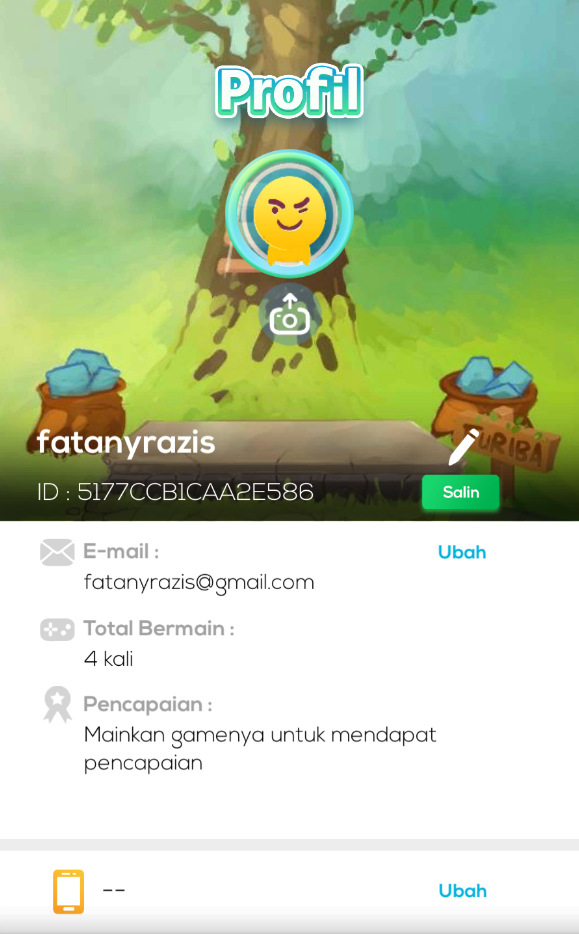 Profil
TURIBA
fatanyrazis
ID : 5177CCB1CAA2E586
Salin
E-mail :
Ubah
fatanyrazis@gmail.com
Total Bermain :
4 kali
Pencapaian :
Mainkan gamenya untuk mendapat
pencapaian
--
Ubah